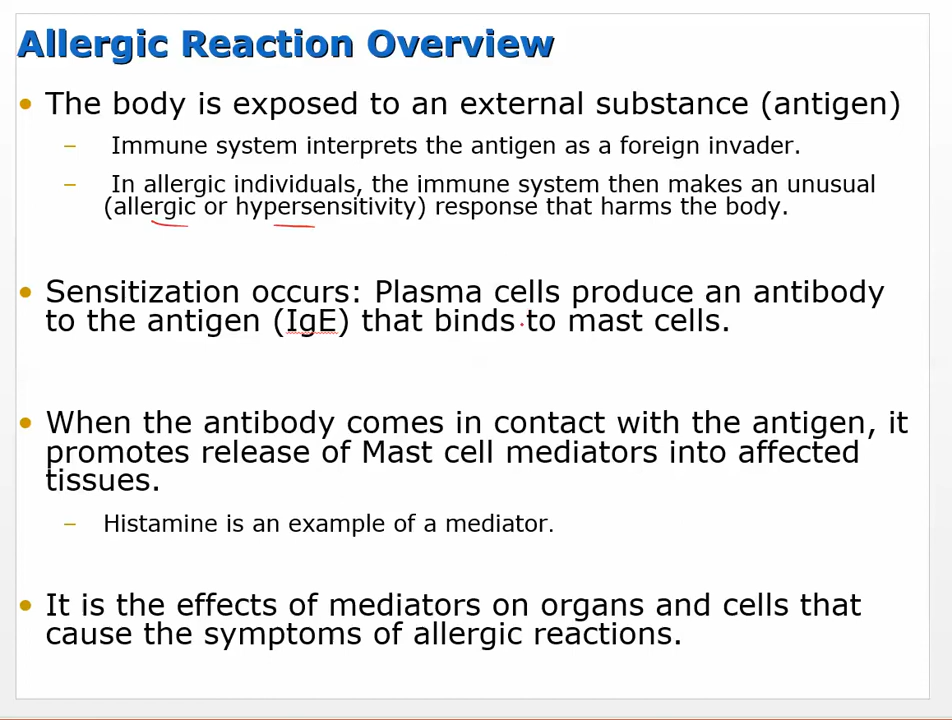 Allergic Reaction Overview
• The body is exposed to an external substance (antigen)
– Immune system interprets the antigen as a foreign invader.
– In allergic individuals, the immune system then makes an unusual
(allergic or hypersensitivity) response that harms the body.
• Sensitization occurs: Plasma cells produce an antibody
to the antigen (IgE) that binds to mast cells.
• When the antibody comes in contact with the antigen, it
promotes release of Mast cell mediators into affected
tissues.
– Histamine is an example of a mediator.
• It is the effects of mediators on organs and cells that
cause the symptoms of allergic reactions.